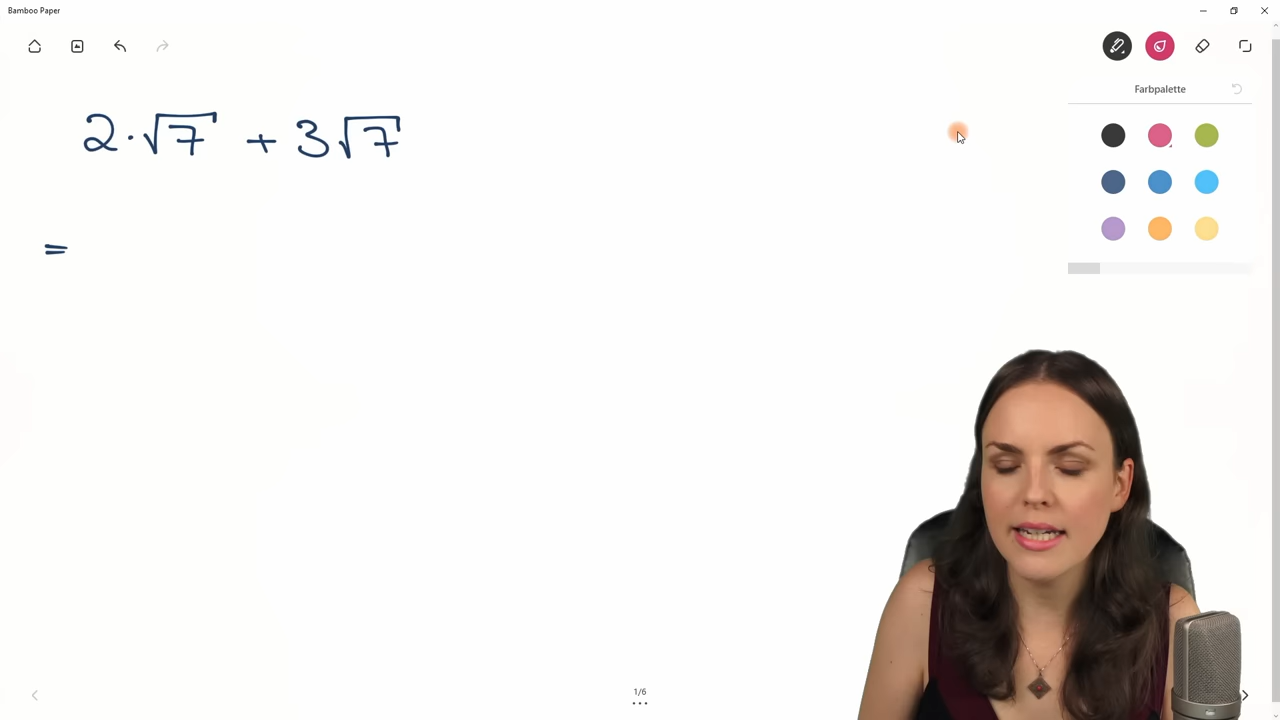 Bamboo Paper
Farbpalette
2·√7 + 3√7
=
1/6